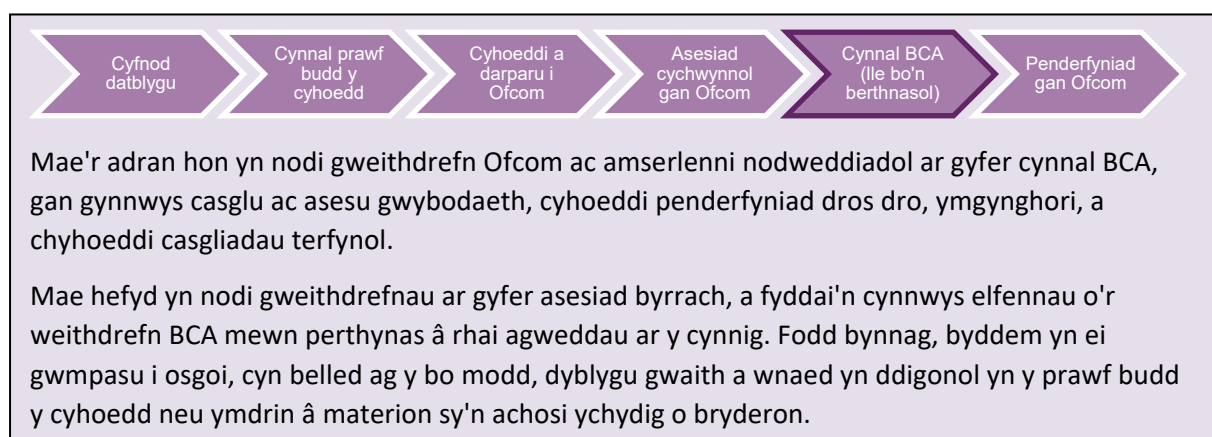 Cyfnod
datblygu
Cynnal prawf
budd y
cyhoedd
Cyhoeddi a
darparu i
Ofcom
Asesiad
cychwynnol
gan Ofcom
Cynnal BCA
(lle bo'n
berthnasol)
Penderfyniad
gan Ofcom
Mae'r adran hon yn nodi gweithdrefn Ofcom ac amserlenni nodweddiadol ar gyfer cynnal BCA,
gan gynnwys casglu ac asesu gwybodaeth, cyhoeddi penderfyniad dros dro, ymgynghori, a
chyhoeddi casgliadau terfynol.
Mae hefyd yn nodi gweithdrefnau ar gyfer asesiad byrrach, a fyddai'n cynnwys elfennau o'r
weithdrefn BCA mewn perthynas â rhai agweddau ar y cynnig. Fodd bynnag, byddem yn ei
gwmpasu i osgoi, cyn belled ag y bo modd, dyblygu gwaith a wnaed yn ddigonol yn y prawf budd
y cyhoedd neu ymdrin â materion sy'n achosi ychydig o bryderon.